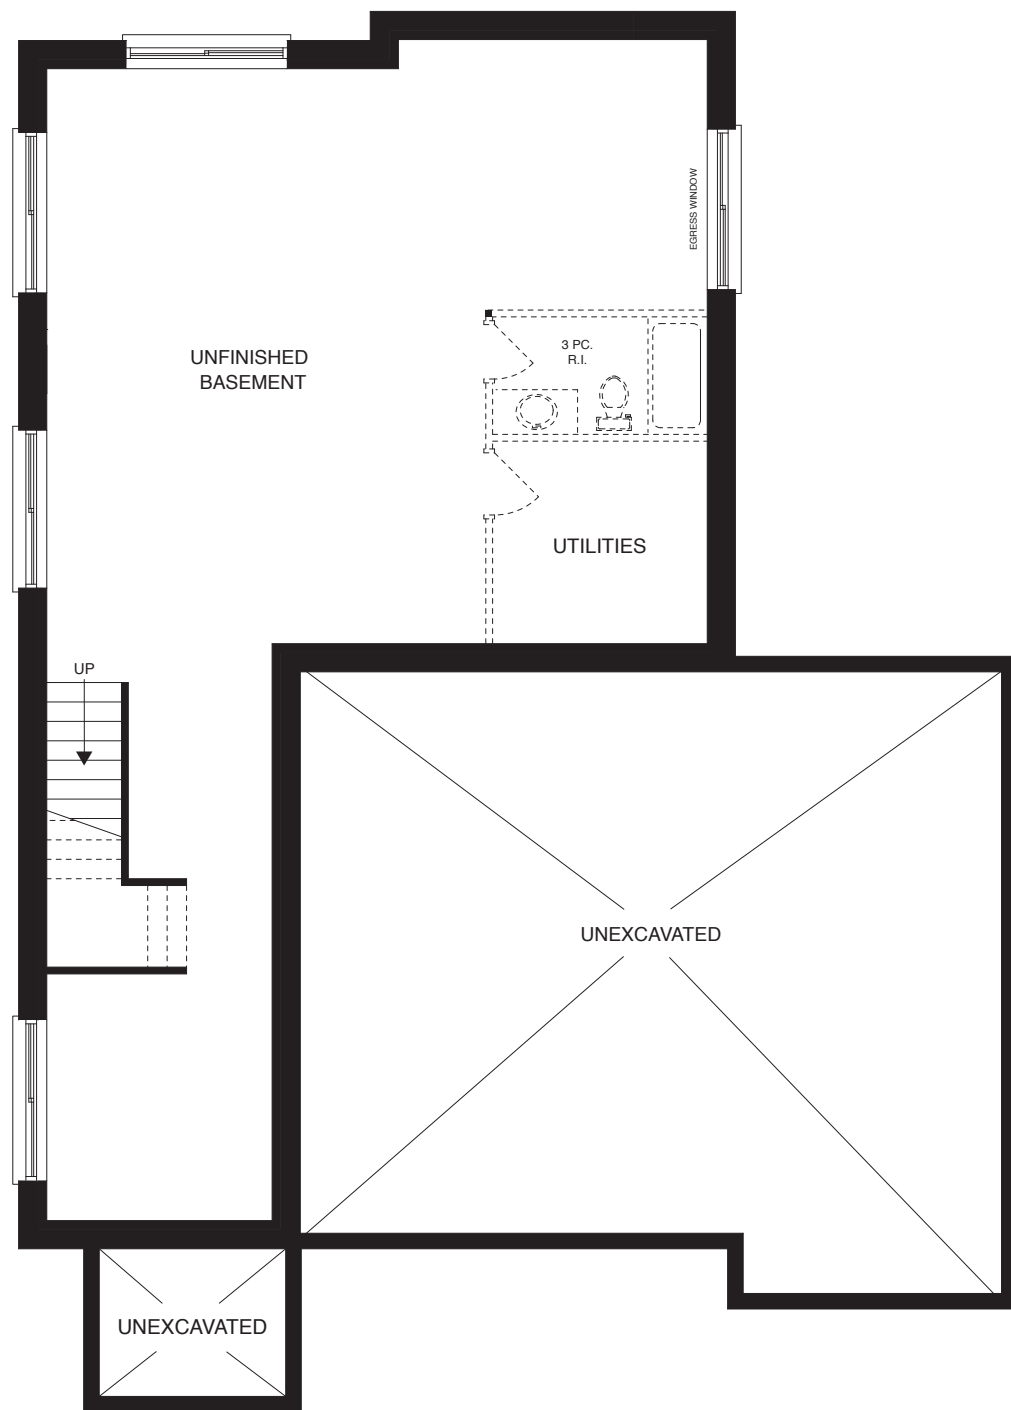 EGRESS WINDOW
3 PC.
R.I.
UNFINISHED
BASEMENT
UTILITIES
UP
UNEXCAVATED
UNEXCAVATED